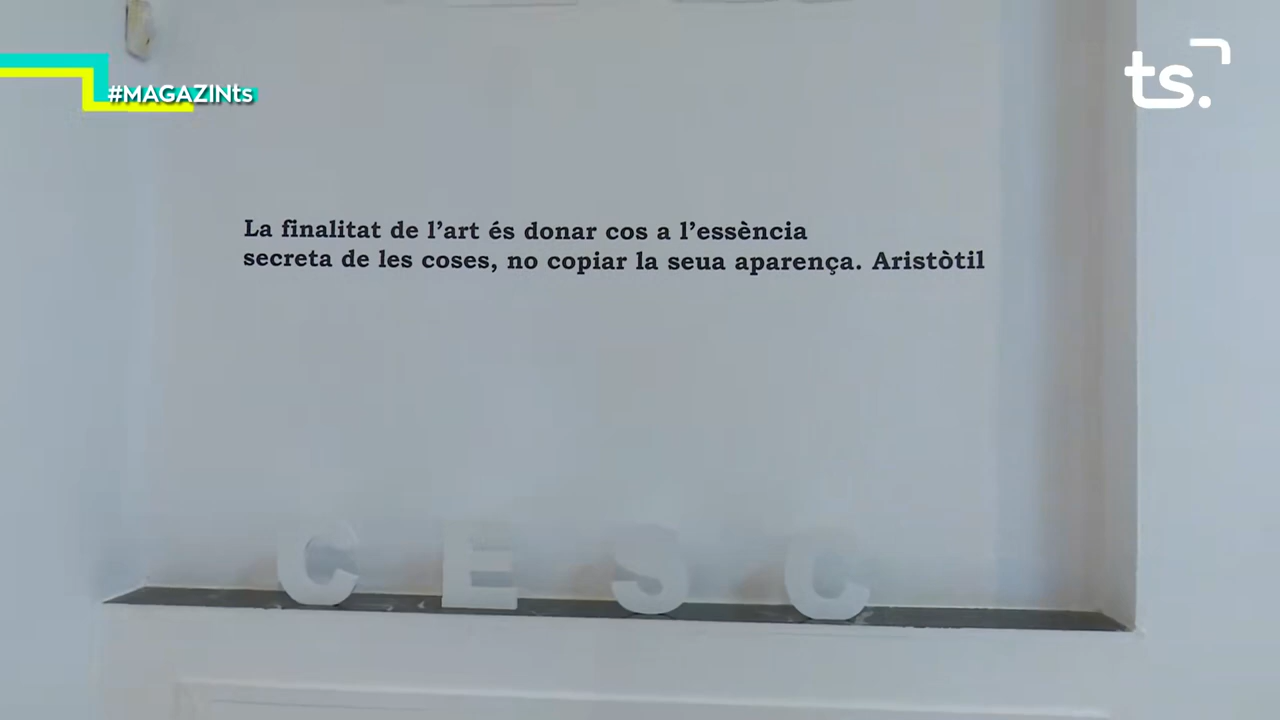 #MAGAZINts
ts.
La finalitat de l'art és donar cos a l'essència
secreta de les coses, no copiar la seua aparença. Aristòtil
CESC